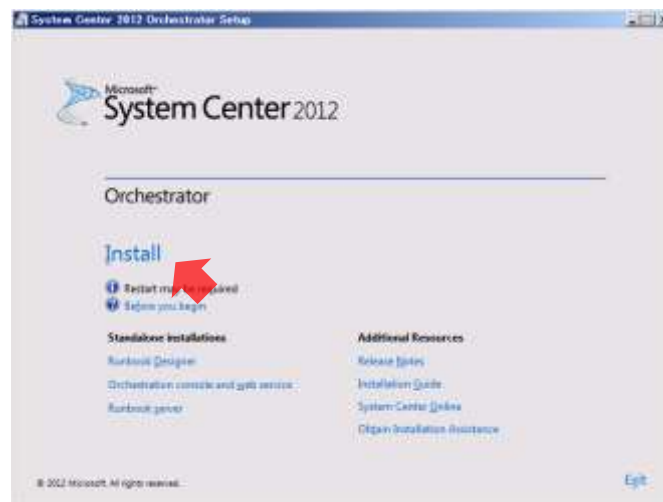 System Center 2012 Orchestrator Setup
Microsoft
System Center 2012
Orchestrator
Install
Restart may be required
Before you begin
Standalone installations
Runbook Designer
Orchestration console and web service
Runbook server
Additional Resources
Release Notes
Installation Guide
System Center Online
Obtain Installation Assistance
© 2012 Microsoft. All rights reserved.
Exit